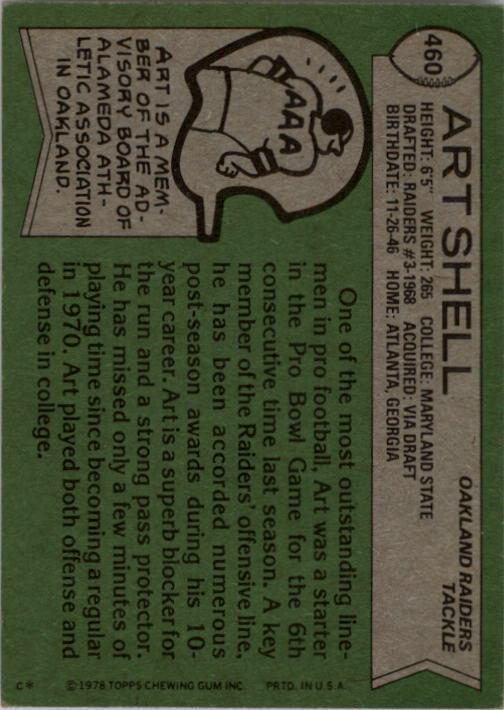 460
ART SHELL
OAKLAND RAIDERS
TACKLE
HEIGHT: 6'5" WEIGHT: 265 COLLEGE: MARYLAND STATE
DRAFTED: RAIDERS #3-1968 ACQUIRED: VIA DRAFT
BIRTHDATE: 11-26-46 HOME: ATLANTA, GEORGIA
AAA
ART IS A MEM-
BER OF THE AD-
VISORY BOARD OF
ALAMEDA ATH-
LETIC ASSOCIATION
IN OAKLAND.
One of the most outstanding line-
men in pro football, Art was a starter
in the Pro Bowl Game for the 6th
consecutive time last season. A key
member of the Raiders' offensive line,
he has been accorded numerous
post-season awards during his 10-
year career. Art is a superb blocker for
the run and a strong pass protector.
He has missed only a few minutes of
playing time since becoming a regular
in 1970. Art played both offense and
defense in college.
C* © 1978 TOPPS CHEWING GUM INC. PRTD. IN U.S.A.